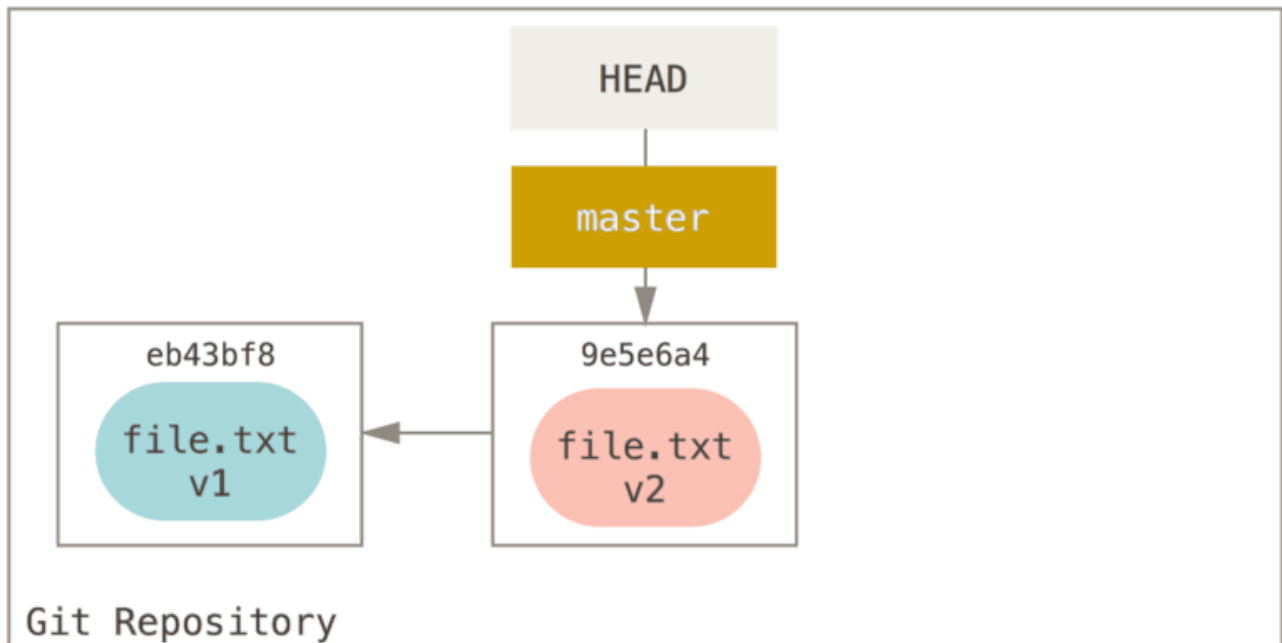 HEAD
master
eb43bf8
file.txt
v1
9e5e6a4
file.txt
v2
Git Repository